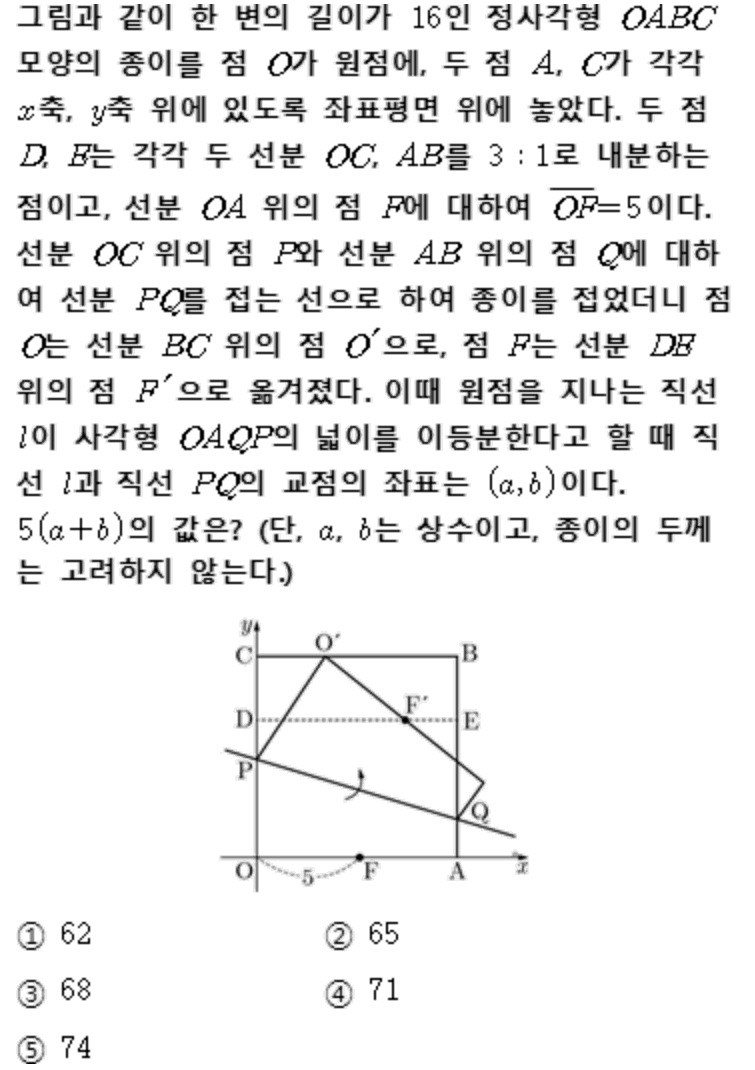 그림과 같이 한 변의 길이가 16인 정사각형 OABC
모양의 종이를 점 O가 원점에, 두 점 A, C가 각각
x축, y축 위에 있도록 좌표평면 위에 놓았다. 두 점
D, E는 각각 두 선분 OC, AB를 3 : 1로 내분하는
점이고, 선분 OA 위의 점 F에 대하여 \overline{OF}=5이다.
선분 OC 위의 점 P와 선분 AB 위의 점 Q에 대하
여 선분 PQ를 접는 선으로 하여 종이를 접었더니 점
O는 선분 BC 위의 점 O′으로, 점 F는 선분 DE
위의 점 F′으로 옮겨졌다. 이때 원점을 지나는 직선
l이 사각형 OAQP의 넓이를 이등분한다고 할 때 직
선 l과 직선 PQ의 교점의 좌표는 (a,b)이다.
5(a+b)의 값은? (단, a, b는 상수이고, 종이의 두께
는 고려하지 않는다.)
y
C O′ B
D F′ E
P
Q
O 5 F A x
① 62 ② 65
③ 68 ④ 71
⑤ 74